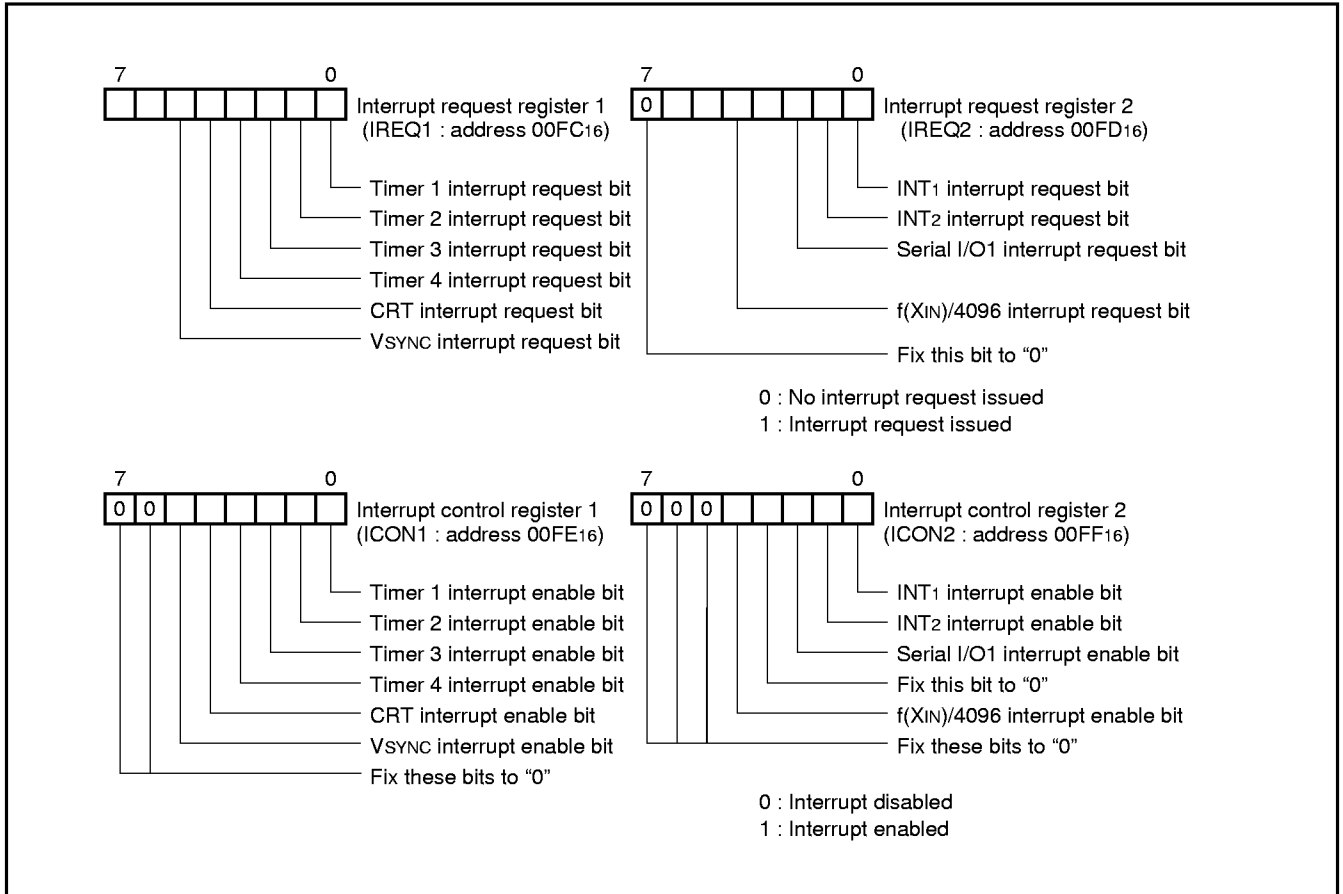 7 0
Interrupt request register 1
(IREQ1 : address 00FC16)
Timer 1 interrupt request bit
Timer 2 interrupt request bit
Timer 3 interrupt request bit
Timer 4 interrupt request bit
CRT interrupt request bit
VSYNC interrupt request bit
7 0
0
Interrupt request register 2
(IREQ2 : address 00FD16)
INT1 interrupt request bit
INT2 interrupt request bit
Serial I/O1 interrupt request bit
f(XIN)/4096 interrupt request bit
Fix this bit to “0”
0 : No interrupt request issued
1 : Interrupt request issued
7 0
0 0
Interrupt control register 1
(ICON1 : address 00FE16)
Timer 1 interrupt enable bit
Timer 2 interrupt enable bit
Timer 3 interrupt enable bit
Timer 4 interrupt enable bit
CRT interrupt enable bit
VSYNC interrupt enable bit
Fix these bits to “0”
7 0
0 0 0
Interrupt control register 2
(ICON2 : address 00FF16)
INT1 interrupt enable bit
INT2 interrupt enable bit
Serial I/O1 interrupt enable bit
Fix this bit to “0”
f(XIN)/4096 interrupt enable bit
Fix these bits to “0”
0 : Interrupt disabled
1 : Interrupt enabled